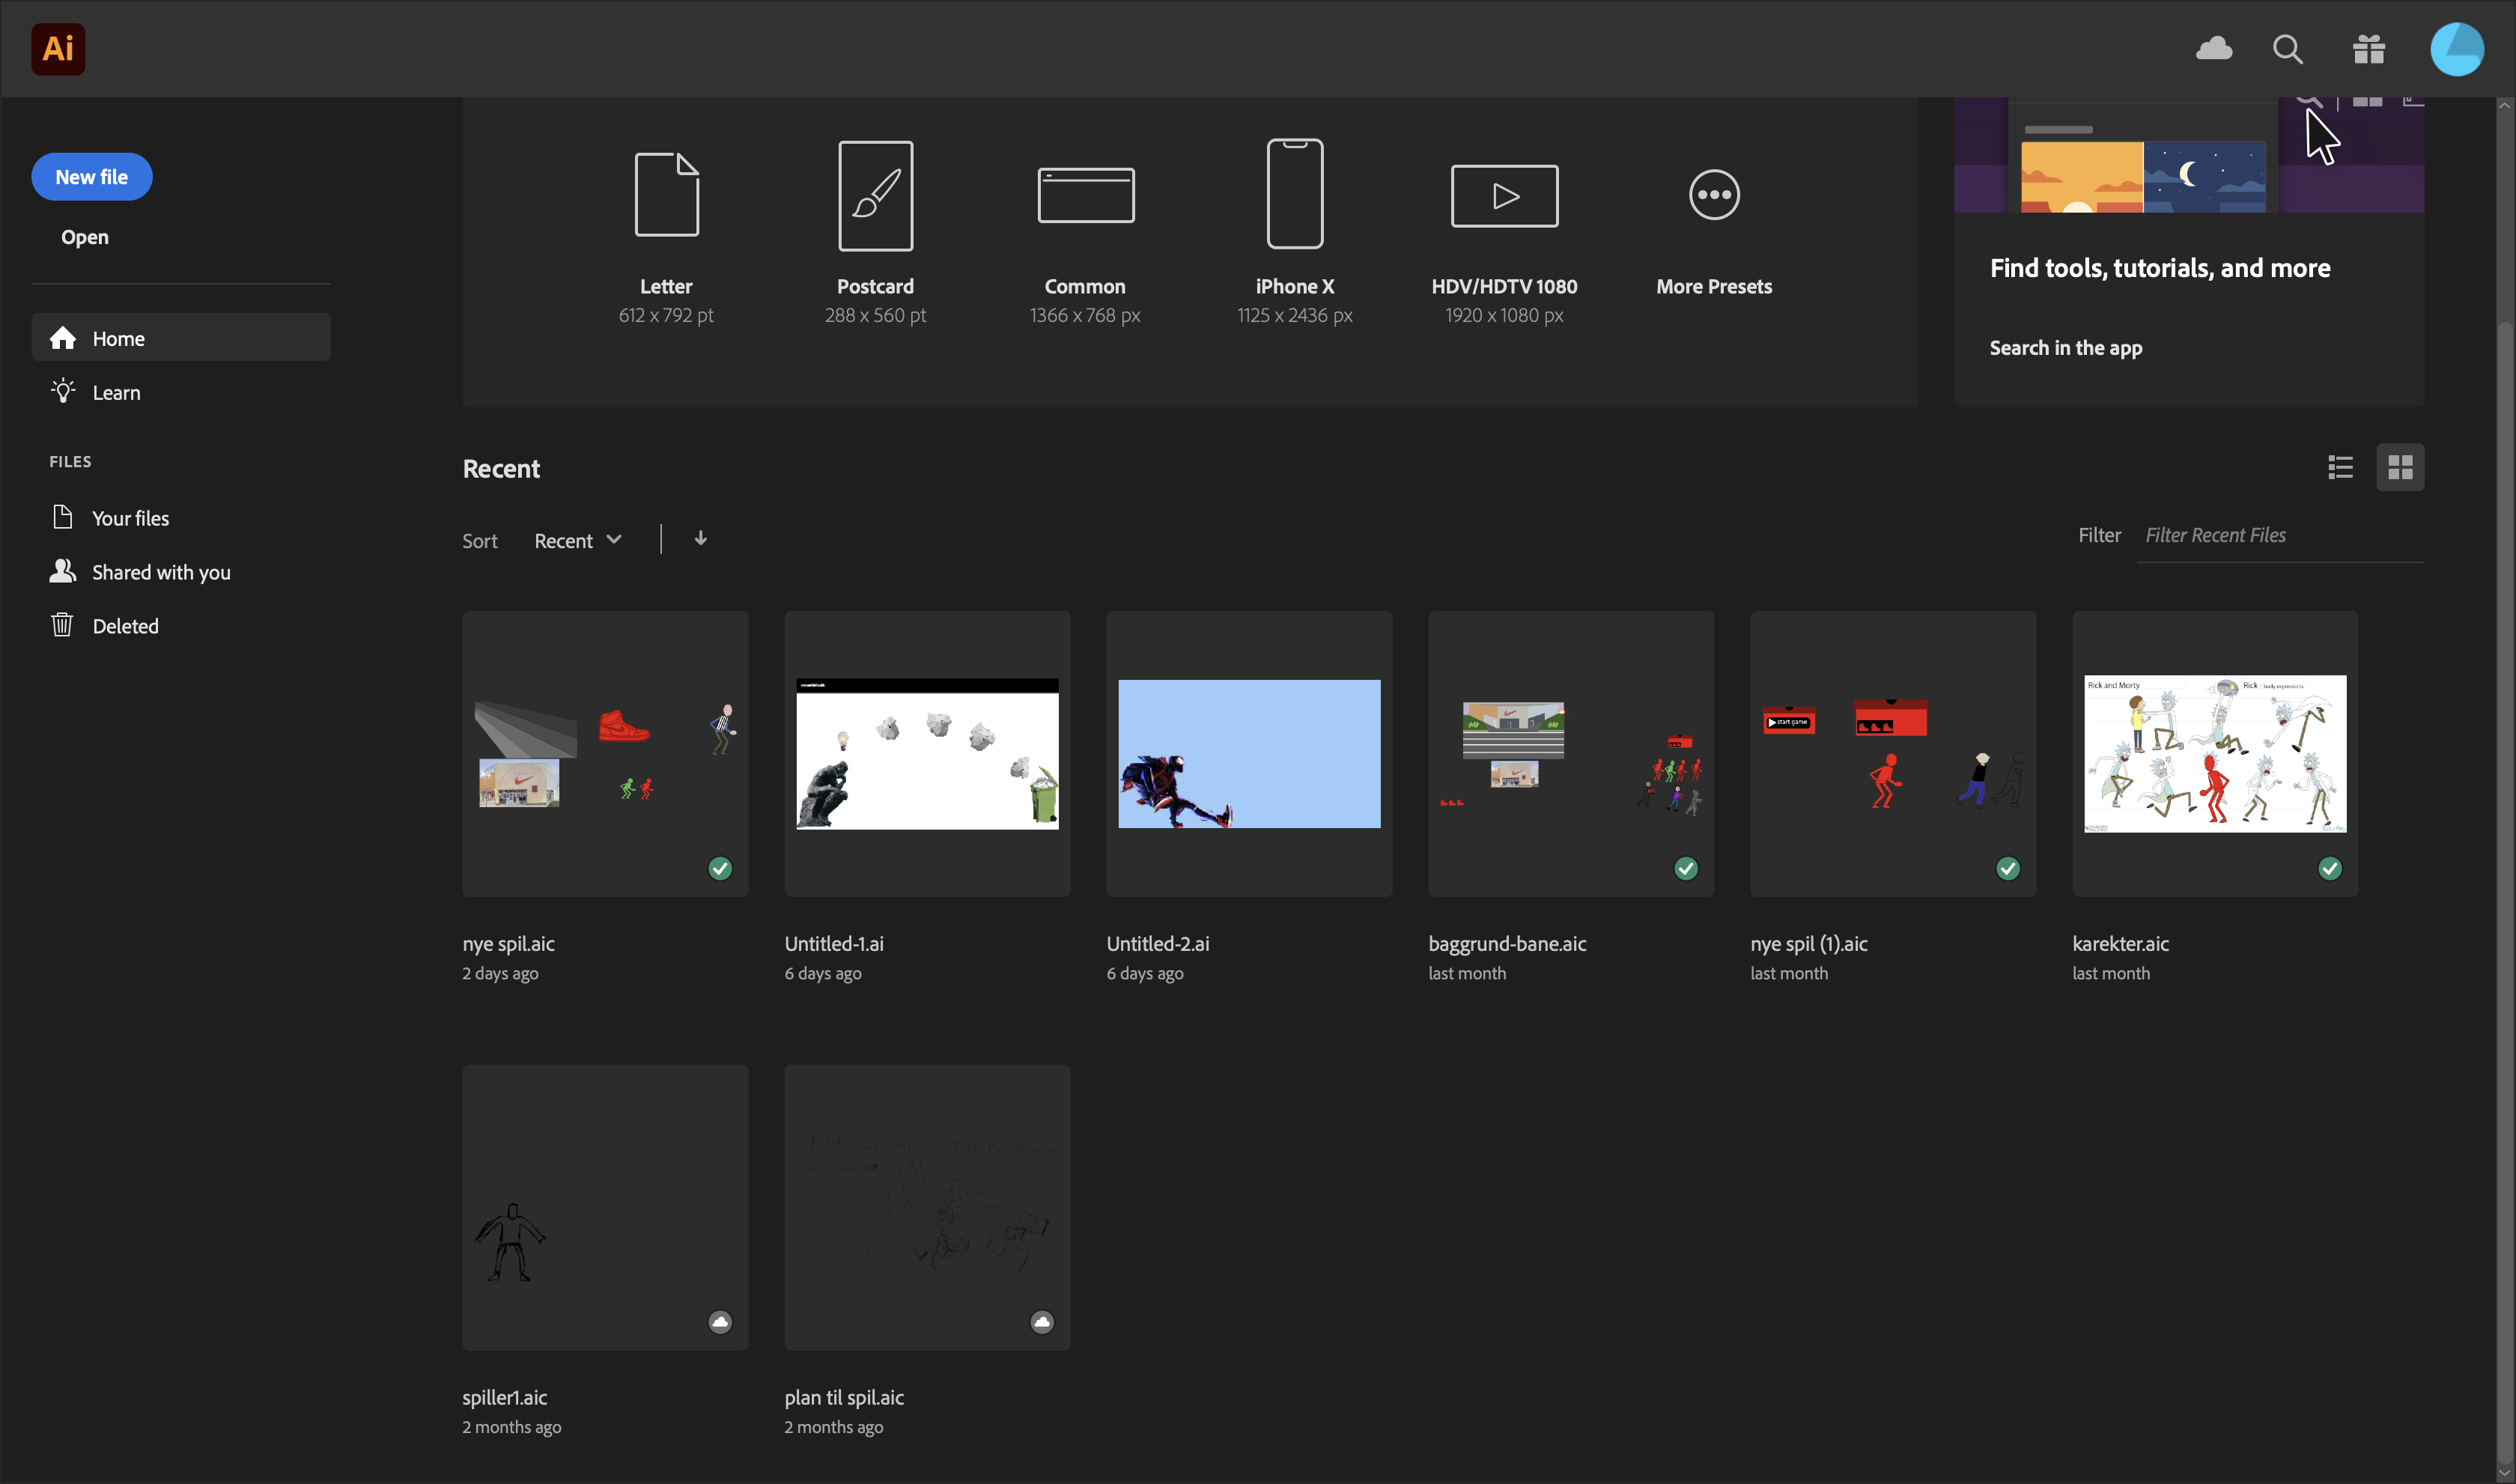 Ai
New file
Open
Home
Learn
FILES
Your files
Shared with you
Deleted
Letter
612 x 792 pt
Postcard
288 x 560 pt
Common
1366 x 768 px
iPhone X
1125 x 2436 px
HDV/HDTV 1080
1920 x 1080 px
More Presets
Find tools, tutorials, and more
Search in the app
Recent
Sort Recent
Filter Filter Recent Files
start game
Rick and Morty
Rick - body expressions
nye spil.aic
2 days ago
Untitled-1.ai
6 days ago
Untitled-2.ai
6 days ago
baggrund-bane.aic
last month
nye spil (1).aic
last month
karekter.aic
last month
spiller1.aic
2 months ago
plan til spil.aic
2 months ago